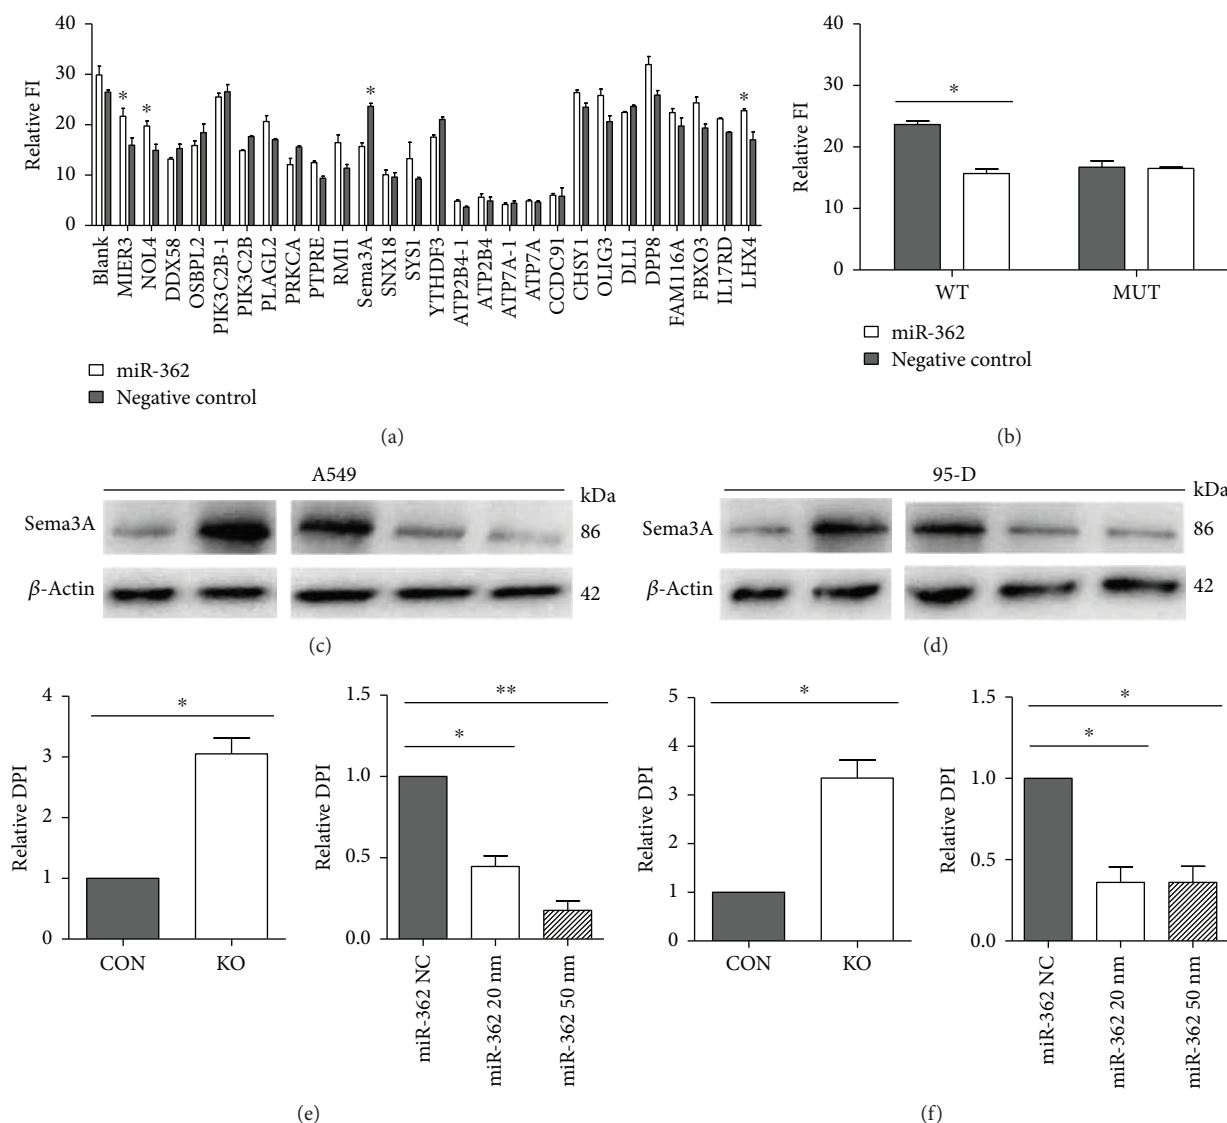 40
30
20
10
0
Relative FI
*
*
*
*
Blank
MIER3
NOL4
DDX58
OSBPL2
PIK3C2B-1
PIK3C2B
PLAGL2
PRKCA
PTPRE
RMI1
Sema3A
SNX18
SYS1
YTHDF3
ATP2B4-1
ATP2B4
ATP7A-1
ATP7A
CCDC91
CHSY1
OLIG3
DLL1
DPP8
FAM116A
FBXO3
IL17RD
LHX4
miR-362
Negative control
(a)
40
30
20
10
0
Relative FI
*
WT
MUT
miR-362
Negative control
(b)
A549
kDa
Sema3A
86
β-Actin
42
(c)
95-D
kDa
Sema3A
86
β-Actin
42
(d)
4
3
2
1
0
Relative DPI
*
CON
KO
1.5
1.0
0.5
0.0
Relative DPI
**
*
miR-362 NC
miR-362 20 nm
miR-362 50 nm
(e)
5
4
3
2
1
0
Relative DPI
*
CON
KO
1.5
1.0
0.5
0.0
Relative DPI
*
*
miR-362 NC
miR-362 20 nm
miR-362 50 nm
(f)